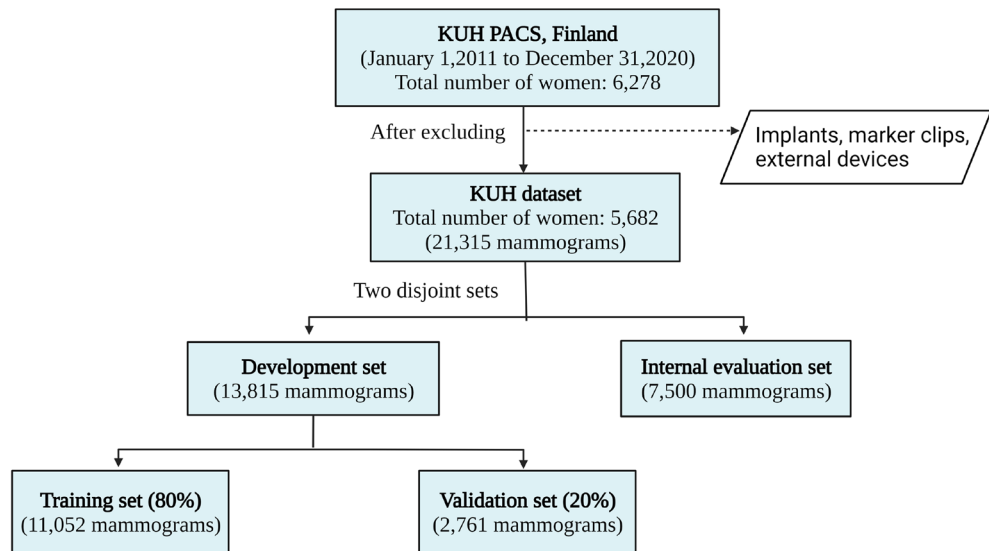 KUH PACS, Finland
(January 1,2011 to December 31,2020)
Total number of women: 6,278
After excluding
Implants, marker clips,
external devices
KUH dataset
Total number of women: 5,682
(21,315 mammograms)
Two disjoint sets
Development set
(13,815 mammograms)
Internal evaluation set
(7,500 mammograms)
Training set (80%)
(11,052 mammograms)
Validation set (20%)
(2,761 mammograms)